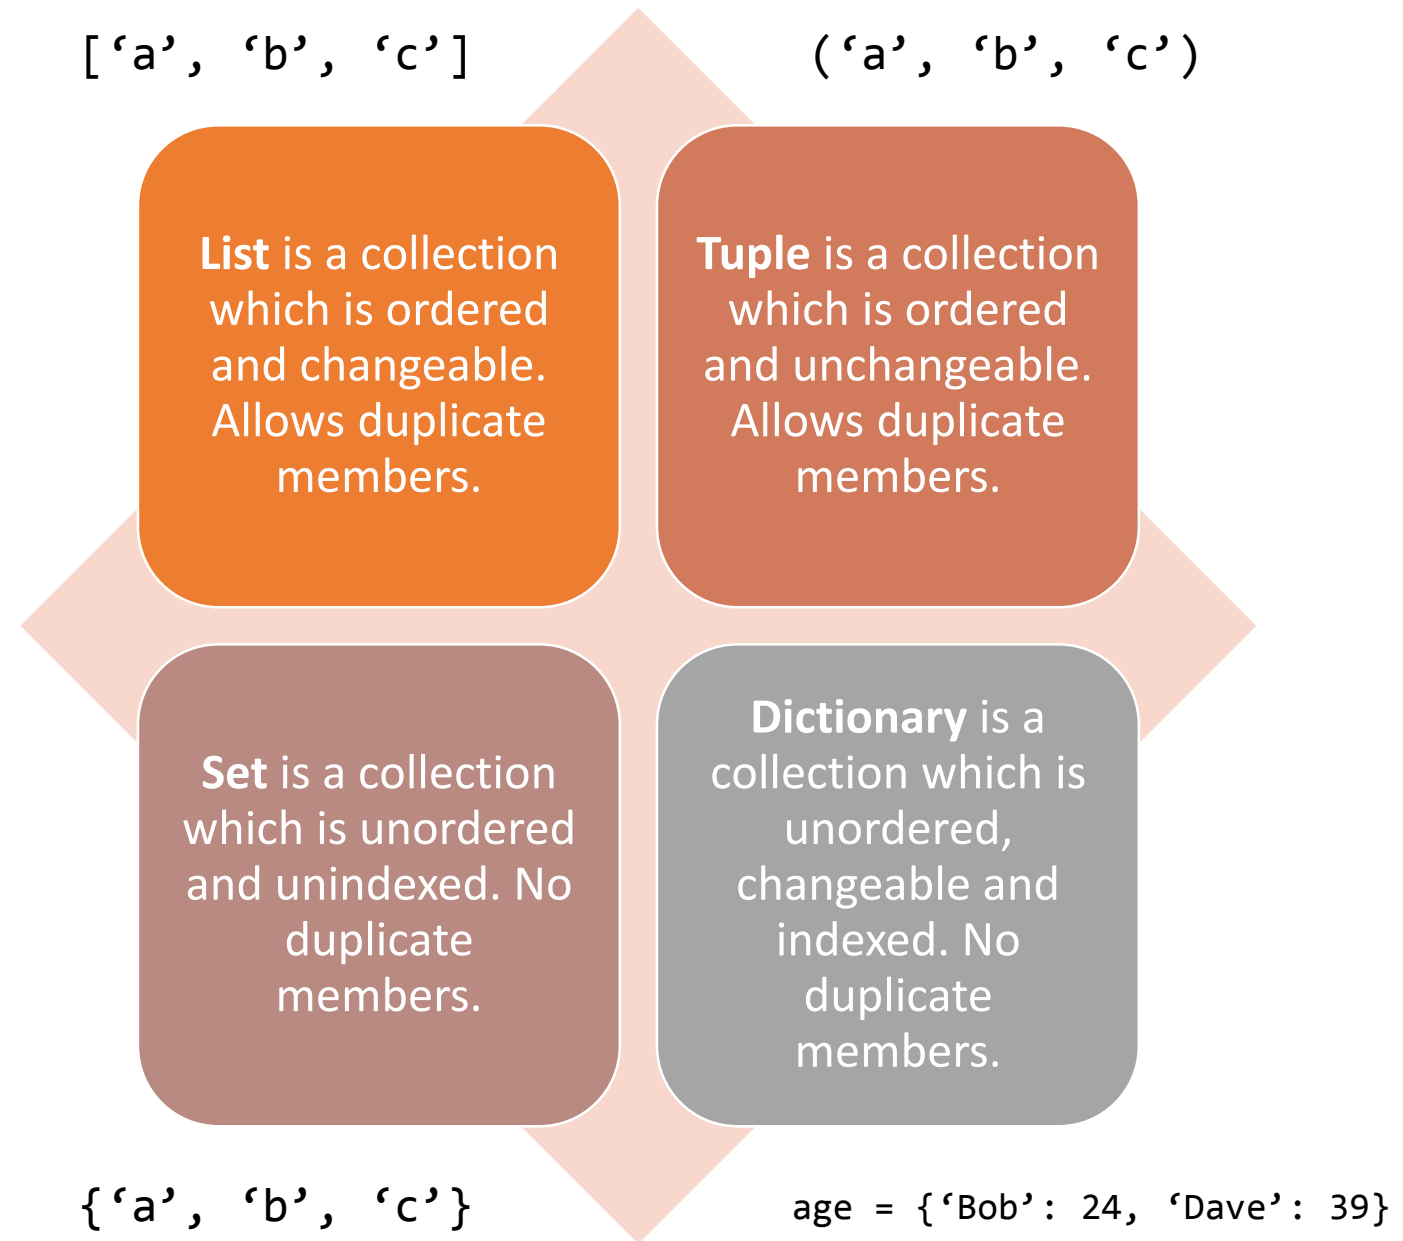 [‘a’, ‘b’, ‘c’]
(‘a’, ‘b’, ‘c’)
List is a collection
which is ordered
and changeable.
Allows duplicate
members.
Tuple is a collection
which is ordered
and unchangeable.
Allows duplicate
members.
Set is a collection
which is unordered
and unindexed. No
duplicate
members.
Dictionary is a
collection which is
unordered,
changeable and
indexed. No
duplicate
members.
{‘a’, ‘b’, ‘c’}
age = {‘Bob’: 24, ‘Dave’: 39}